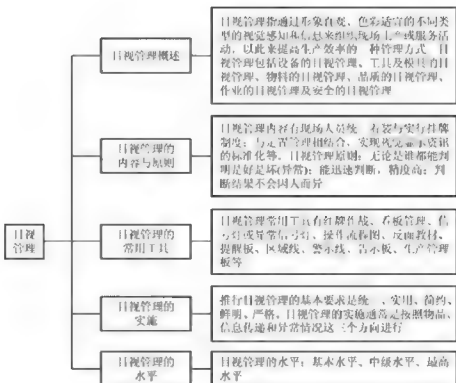 目视管理概述
目视管理指通过形象直观、色彩适宜的不同类
型的视觉感知和信息来组织现场生产或服务活
动，以此来提高生产效率的一种管理方式。目
视管理包括设备的目视管理、工具及模具的目
视管理、物料的目视管理、品质的目视管理、
作业的目视管理及安全的目视管理
目视管理的
内容与原则
目视管理内容有现场人员统一着装与实行挂牌
制度；与定置管理相结合，实现视觉显示资讯
的标准化等。目视管理原则：无论是谁都能判
明是好是坏(异常)；能迅速判断，精度高；判
断结果不会因人而异
目视
管理
目视管理的
常用工具
目视管理常用工具有红牌作战、看板管理、信
号灯或异常信号灯、操作流程图、反面教材、
提醒板、区域线、警示线、告示板、生产管理
板等
目视管理的
实施
推行目视管理的基本要求是统一、实用、简约、
鲜明、严格。目视管理的实施通常是按照物品、
信息传递和异常情况这三个方向进行
目视管理的
水平
目视管理的水平：基本水平、中级水平、最高
水平